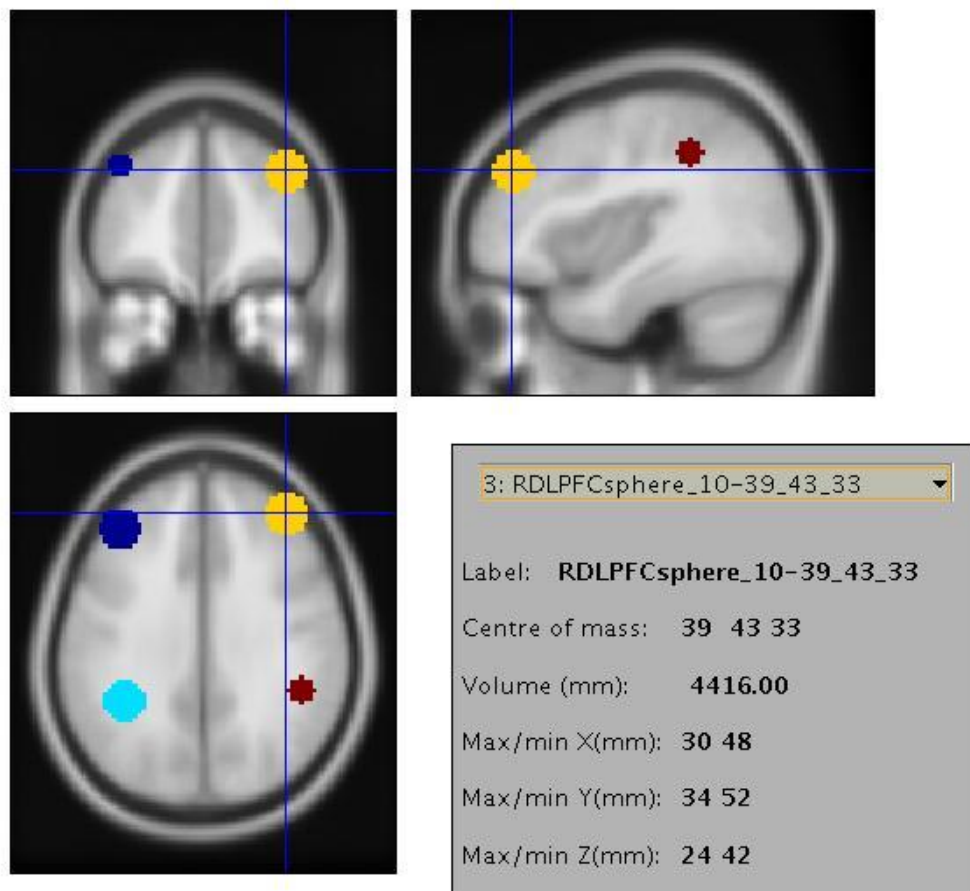 3: RDLPFCsphere_10-39_43_33
Label: RDLPFCsphere_10-39_43_33
Centre of mass: 39 43 33
Volume (mm): 4416.00
Max/min X(mm): 30 48
Max/min Y(mm): 34 52
Max/min Z(mm): 24 42